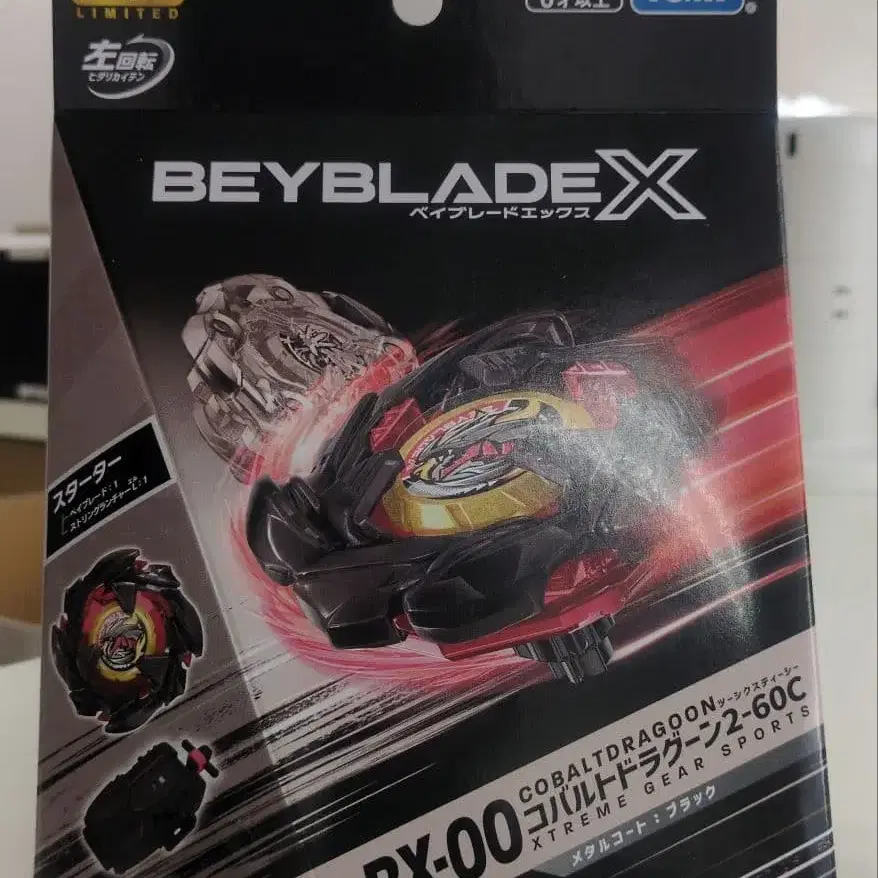 LIMITED
左回転
ヒダリカイテン
BEYBLADE X
ベイブレードエックス
スターター
ベイブレード:1
ストリングランチャーL:1
COBALTDRAGOON
ツーシクスティーシー
コバルトドラグーン2-60C
BX-00
XTREME GEAR SPORTS
メタルコート:ブラック